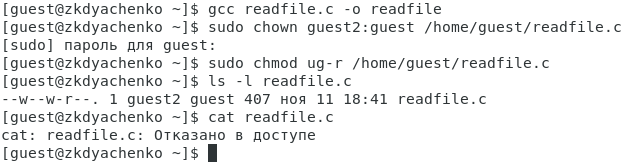 [guest@zkdyachenko ~]$ gcc readfile.c -o readfile
[guest@zkdyachenko ~]$ sudo chown guest2:guest /home/guest/readfile.c
[sudo] пароль для guest:
[guest@zkdyachenko ~]$ sudo chmod ug-r /home/guest/readfile.c
[guest@zkdyachenko ~]$ ls -l readfile.c
--w--w-r--. 1 guest2 guest 407 ноя 11 18:41 readfile.c
[guest@zkdyachenko ~]$ cat readfile.c
cat: readfile.c: Отказано в доступе
[guest@zkdyachenko ~]$